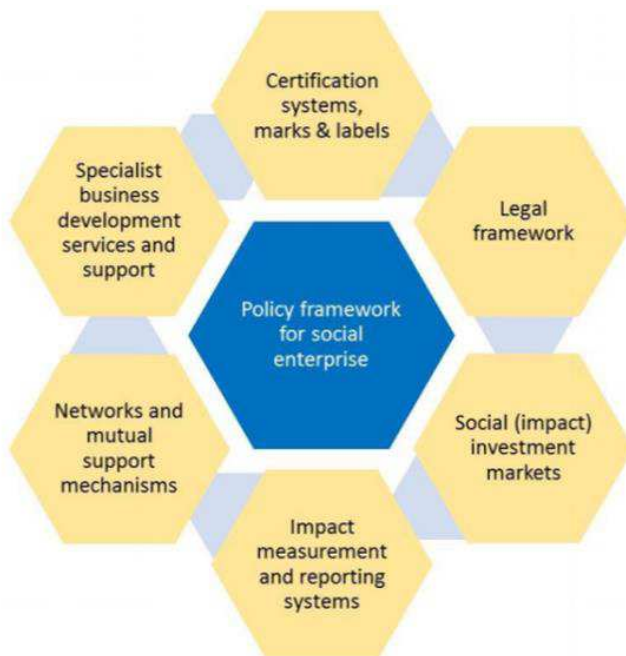 Certification
systems,
marks & labels
Specialist
business
development
services and
support
Legal
framework
Policy framework
for social
enterprise
Networks and
mutual
support
mechanisms
Social (impact)
investment
markets
Impact
measurement
and reporting
systems